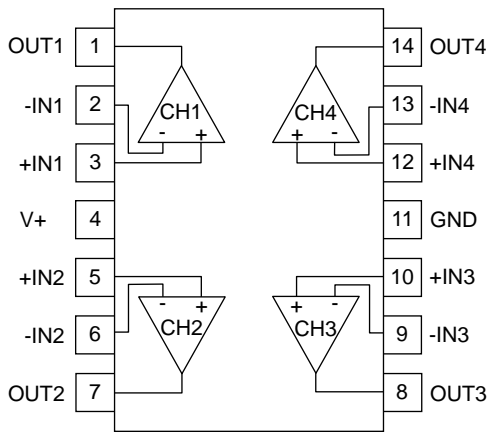 OUT1 1 14 OUT4
-IN1 2 13 -IN4
CH1 CH4
- + + -
+IN1 3 12 +IN4
V+ 4 11 GND
+IN2 5 10 +IN3
- + + -
CH2 CH3
-IN2 6 9 -IN3
OUT2 7 8 OUT3